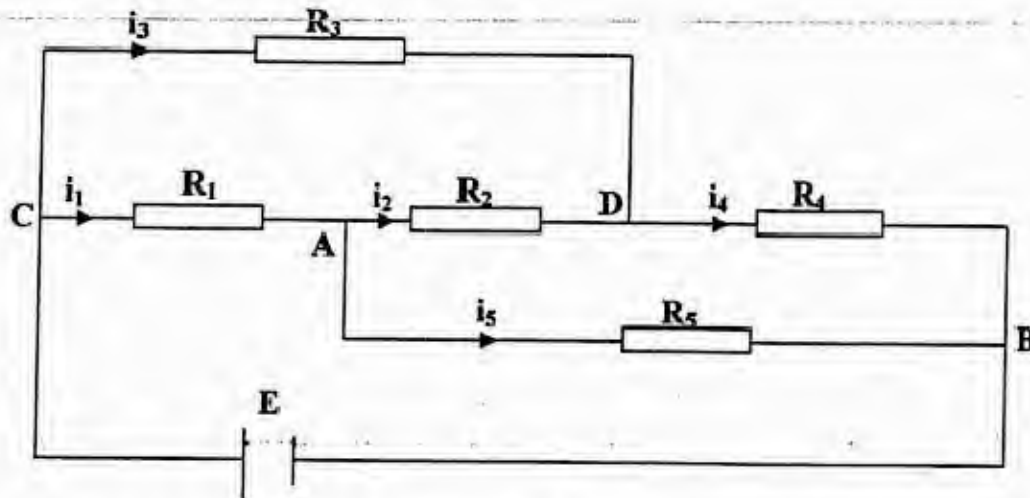 i₃ R₃
i₁ R₁ i₂ R₂ D i₄ R₄
C
A
i₅ R₅
B
E